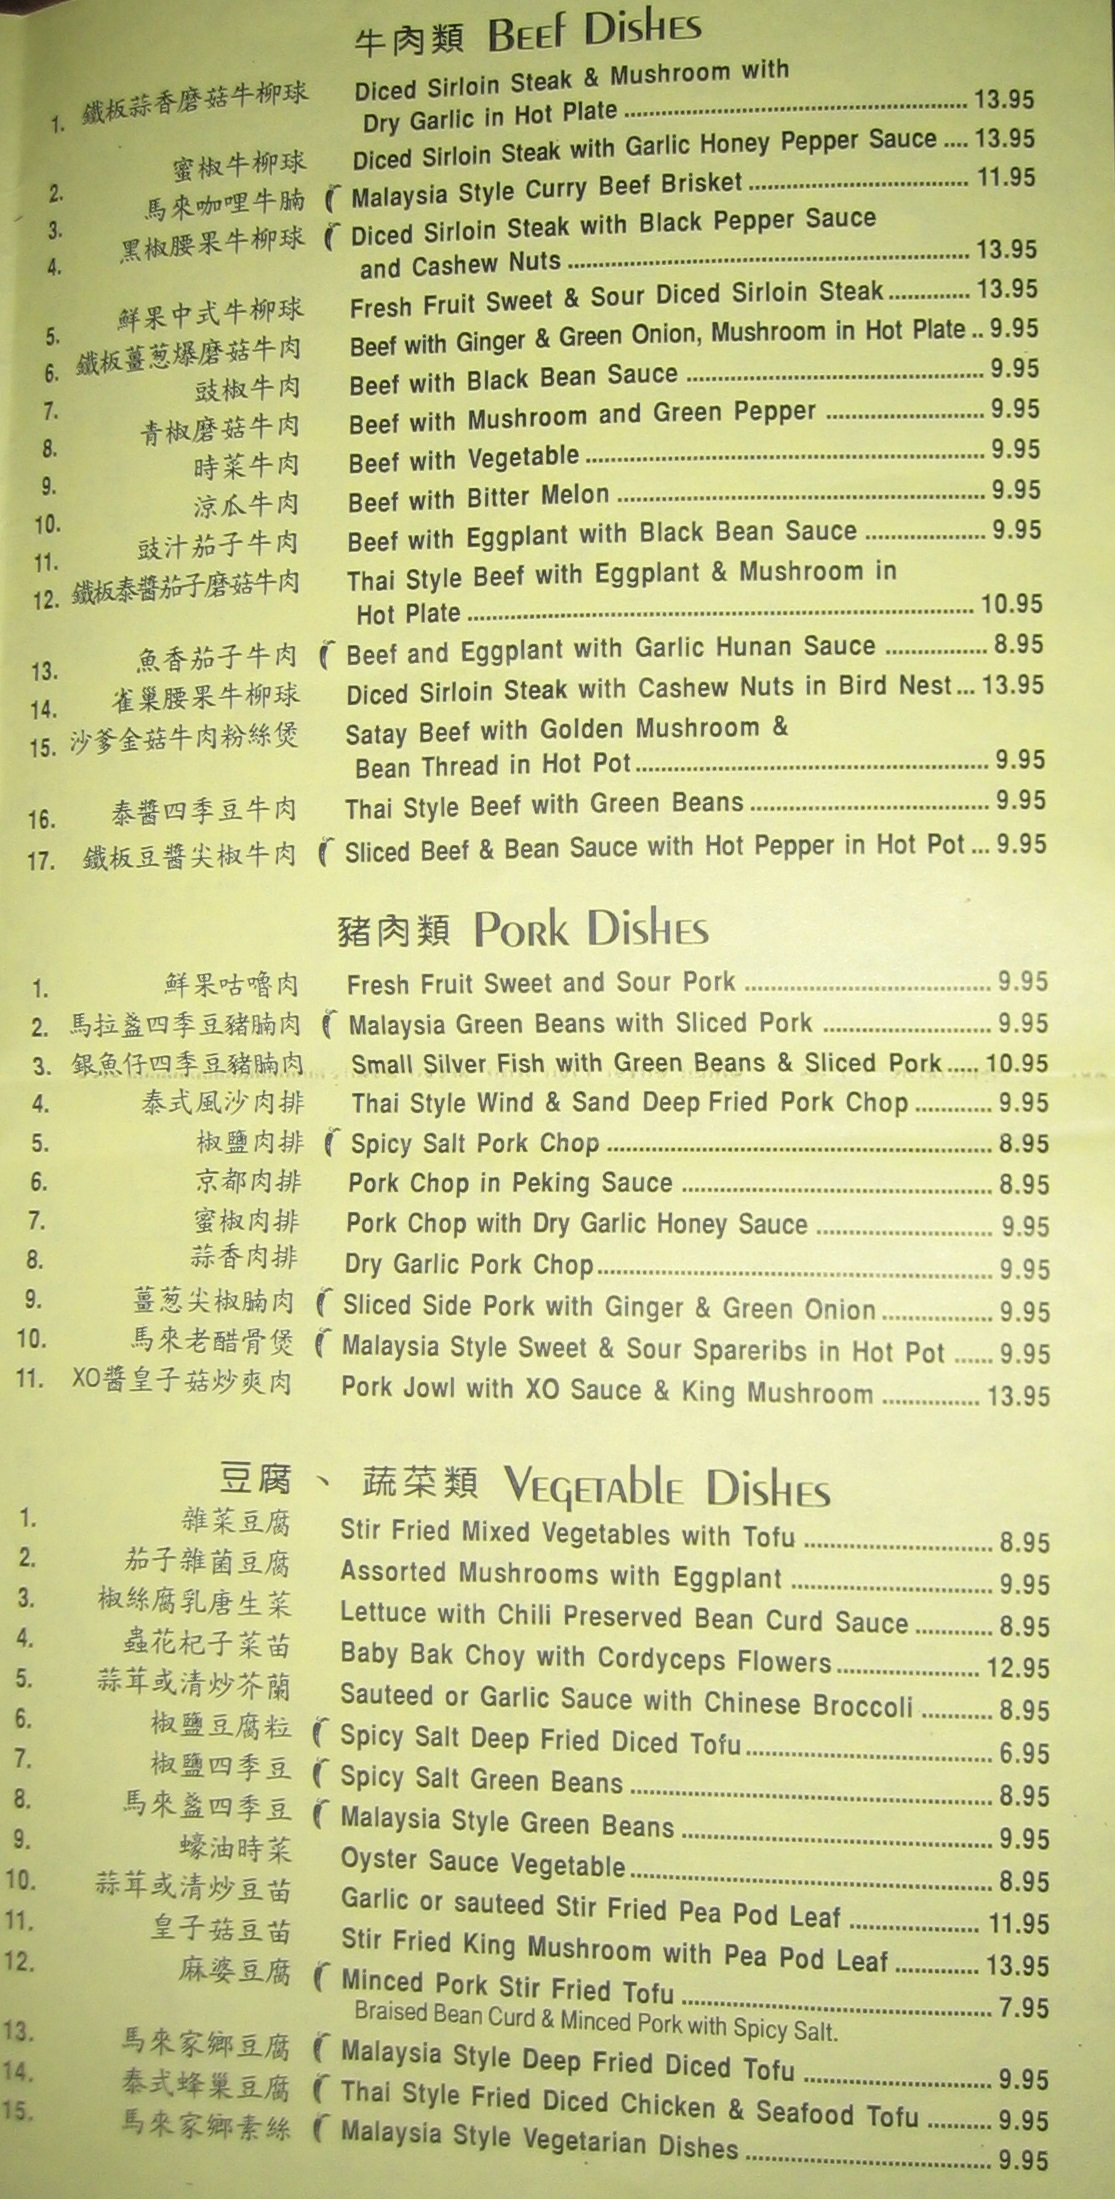 牛肉類 Beef Dishes
1. 鐵板蒜香磨菇牛柳球 Diced Sirloin Steak & Mushroom with
Dry Garlic in Hot Plate ........ 13.95
2. 蜜椒牛柳球 Diced Sirloin Steak with Garlic Honey Pepper Sauce .... 13.95
3. 馬來咖哩牛腩 Malaysia Style Curry Beef Brisket ........ 11.95
4. 黑椒腰果牛柳球 Diced Sirloin Steak with Black Pepper Sauce
and Cashew Nuts ........ 13.95
5. 鮮果中式牛柳球 Fresh Fruit Sweet & Sour Diced Sirloin Steak ........ 13.95
6. 鐵板薑葱爆磨菇牛肉 Beef with Ginger & Green Onion, Mushroom in Hot Plate .. 9.95
7. 豉椒牛肉 Beef with Black Bean Sauce ........ 9.95
8. 青椒磨菇牛肉 Beef with Mushroom and Green Pepper ........ 9.95
9. 時菜牛肉 Beef with Vegetable ........ 9.95
10. 涼瓜牛肉 Beef with Bitter Melon ........ 9.95
11. 豉汁茄子牛肉 Beef with Eggplant with Black Bean Sauce ........ 9.95
12. 鐵板泰醬茄子磨菇牛肉 Thai Style Beef with Eggplant & Mushroom in
Hot Plate ........ 10.95
13. 魚香茄子牛肉 Beef and Eggplant with Garlic Hunan Sauce ........ 8.95
14. 雀巢腰果牛柳球 Diced Sirloin Steak with Cashew Nuts in Bird Nest ... 13.95
15. 沙爹金菇牛肉粉絲煲 Satay Beef with Golden Mushroom &
Bean Thread in Hot Pot ........ 9.95
16. 泰醬四季豆牛肉 Thai Style Beef with Green Beans ........ 9.95
17. 鐵板豆醬尖椒牛肉 Sliced Beef & Bean Sauce with Hot Pepper in Hot Pot ... 9.95
豬肉類 Pork Dishes
1. 鮮果咕嚕肉 Fresh Fruit Sweet and Sour Pork ........ 9.95
2. 馬拉盞四季豆豬腩肉 Malaysia Green Beans with Sliced Pork ........ 9.95
3. 銀魚仔四季豆豬腩肉 Small Silver Fish with Green Beans & Sliced Pork ..... 10.95
4. 泰式風沙肉排 Thai Style Wind & Sand Deep Fried Pork Chop ........ 9.95
5. 椒鹽肉排 Spicy Salt Pork Chop ........ 8.95
6. 京都肉排 Pork Chop in Peking Sauce ........ 8.95
7. 蜜椒肉排 Pork Chop with Dry Garlic Honey Sauce ........ 9.95
8. 蒜香肉排 Dry Garlic Pork Chop ........ 9.95
9. 薑葱尖椒腩肉 Sliced Side Pork with Ginger & Green Onion ........ 9.95
10. 馬來老醋骨煲 Malaysia Style Sweet & Sour Spareribs in Hot Pot ...... 9.95
11. XO醬皇子菇炒爽肉 Pork Jowl with XO Sauce & King Mushroom ........ 13.95
豆腐、蔬菜類 Vegetable Dishes
1. 雜菜豆腐 Stir Fried Mixed Vegetables with Tofu ........ 8.95
2. 茄子雜菌豆腐 Assorted Mushrooms with Eggplant ........ 9.95
3. 椒絲腐乳唐生菜 Lettuce with Chili Preserved Bean Curd Sauce ........ 8.95
4. 蟲花杞子菜苗 Baby Bak Choy with Cordyceps Flowers ........ 12.95
5. 蒜茸或清炒芥蘭 Sauteed or Garlic Sauce with Chinese Broccoli ........ 8.95
6. 椒鹽豆腐粒 Spicy Salt Deep Fried Diced Tofu ........ 6.95
7. 椒鹽四季豆 Spicy Salt Green Beans ........ 8.95
8. 馬來盞四季豆 Malaysia Style Green Beans ........ 9.95
9. 蠔油時菜 Oyster Sauce Vegetable ........ 8.95
10. 蒜茸或清炒豆苗 Garlic or sauteed Stir Fried Pea Pod Leaf ........ 11.95
11. 皇子菇豆苗 Stir Fried King Mushroom with Pea Pod Leaf ........ 13.95
12. 麻婆豆腐 Minced Pork Stir Fried Tofu ........ 7.95
Braised Bean Curd & Minced Pork with Spicy Salt.
13. 馬來家鄉豆腐 Malaysia Style Deep Fried Diced Tofu ........ 9.95
14. 泰式蜂巢豆腐 Thai Style Fried Diced Chicken & Seafood Tofu ........ 9.95
15. 馬來家鄉素絲 Malaysia Style Vegetarian Dishes ........ 9.95